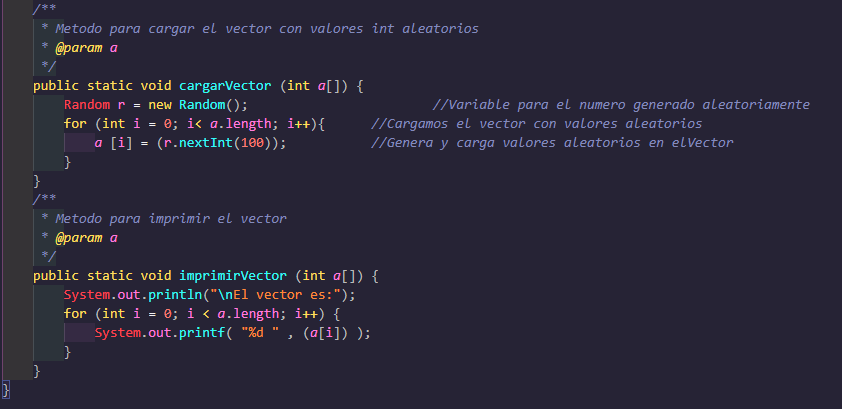 /**
* Metodo para cargar el vector con valores int aleatorios
* @param a
*/
public static void cargarVector (int a[]) {
Random r = new Random(); //Variable para el numero generado aleatoriamente
for (int i = 0; i< a.length; i++){ //Cargamos el vector con valores aleatorios
a [i] = (r.nextInt(100)); //Genera y carga valores aleatorios en elVector
}
}
/**
* Metodo para imprimir el vector
* @param a
*/
public static void imprimirVector (int a[]) {
System.out.println("\nEl vector es:");
for (int i = 0; i < a.length; i++) {
System.out.printf( "%d " , (a[i]) );
}
}
}